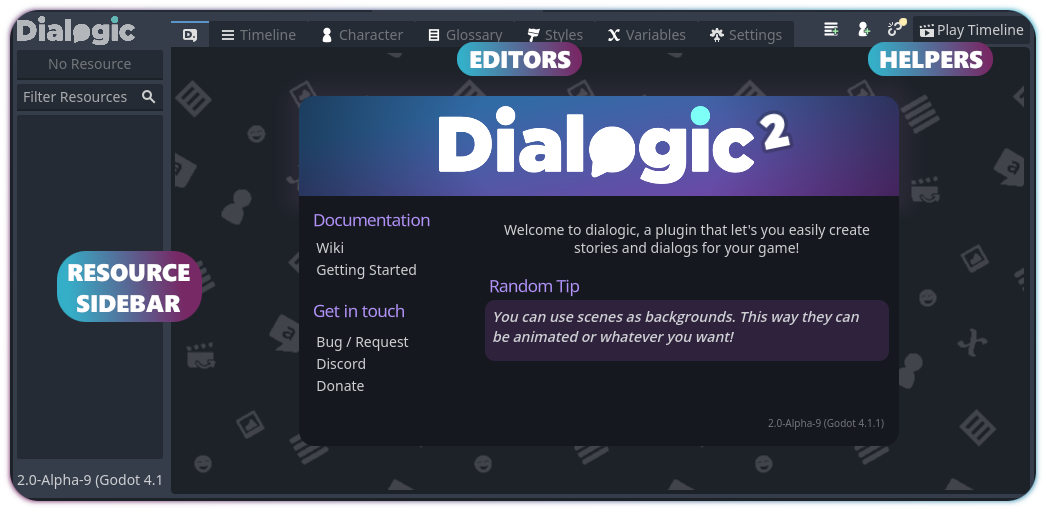 Dialogic
Timeline
Character
Glossary
Styles
Variables
Settings
Play Timeline
No Resource
EDITORS
HELPERS
Filter Resources
Dialogic 2
Documentation
Wiki
Getting Started
Welcome to dialogic, a plugin that let's you easily create
stories and dialogs for your game!
RESOURCE
SIDEBAR
Random Tip
You can use scenes as backgrounds. This way they can
be animated or whatever you want!
Get in touch
Bug / Request
Discord
Donate
2.0-Alpha-9 (Godot 4.1.1)
2.0-Alpha-9 (Godot 4.1